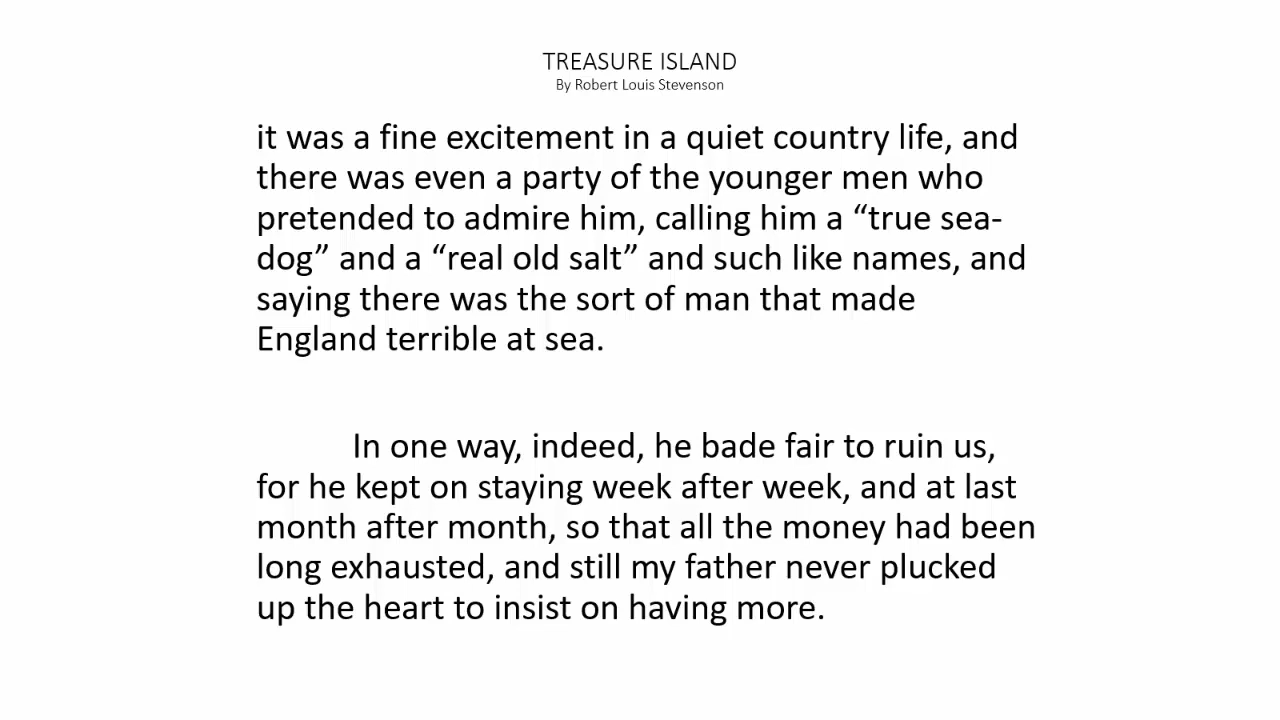 TREASURE ISLAND
By Robert Louis Stevenson
it was a fine excitement in a quiet country life, and
there was even a party of the younger men who
pretended to admire him, calling him a “true sea-
dog” and a “real old salt” and such like names, and
saying there was the sort of man that made
England terrible at sea.
In one way, indeed, he bade fair to ruin us,
for he kept on staying week after week, and at last
month after month, so that all the money had been
long exhausted, and still my father never plucked
up the heart to insist on having more.